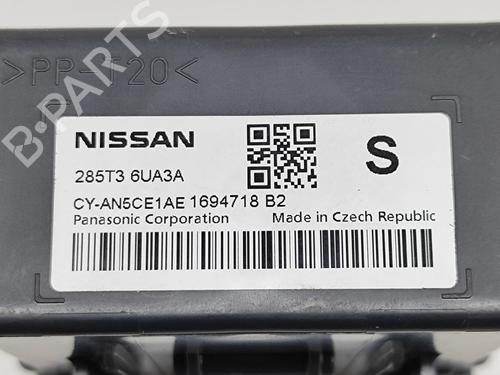 >PP-T20<
B-PARTS
NISSAN
S
285T3 6UA3A
CY-AN5CE1AE 1694718 B2
Panasonic Corporation Made in Czech Republic